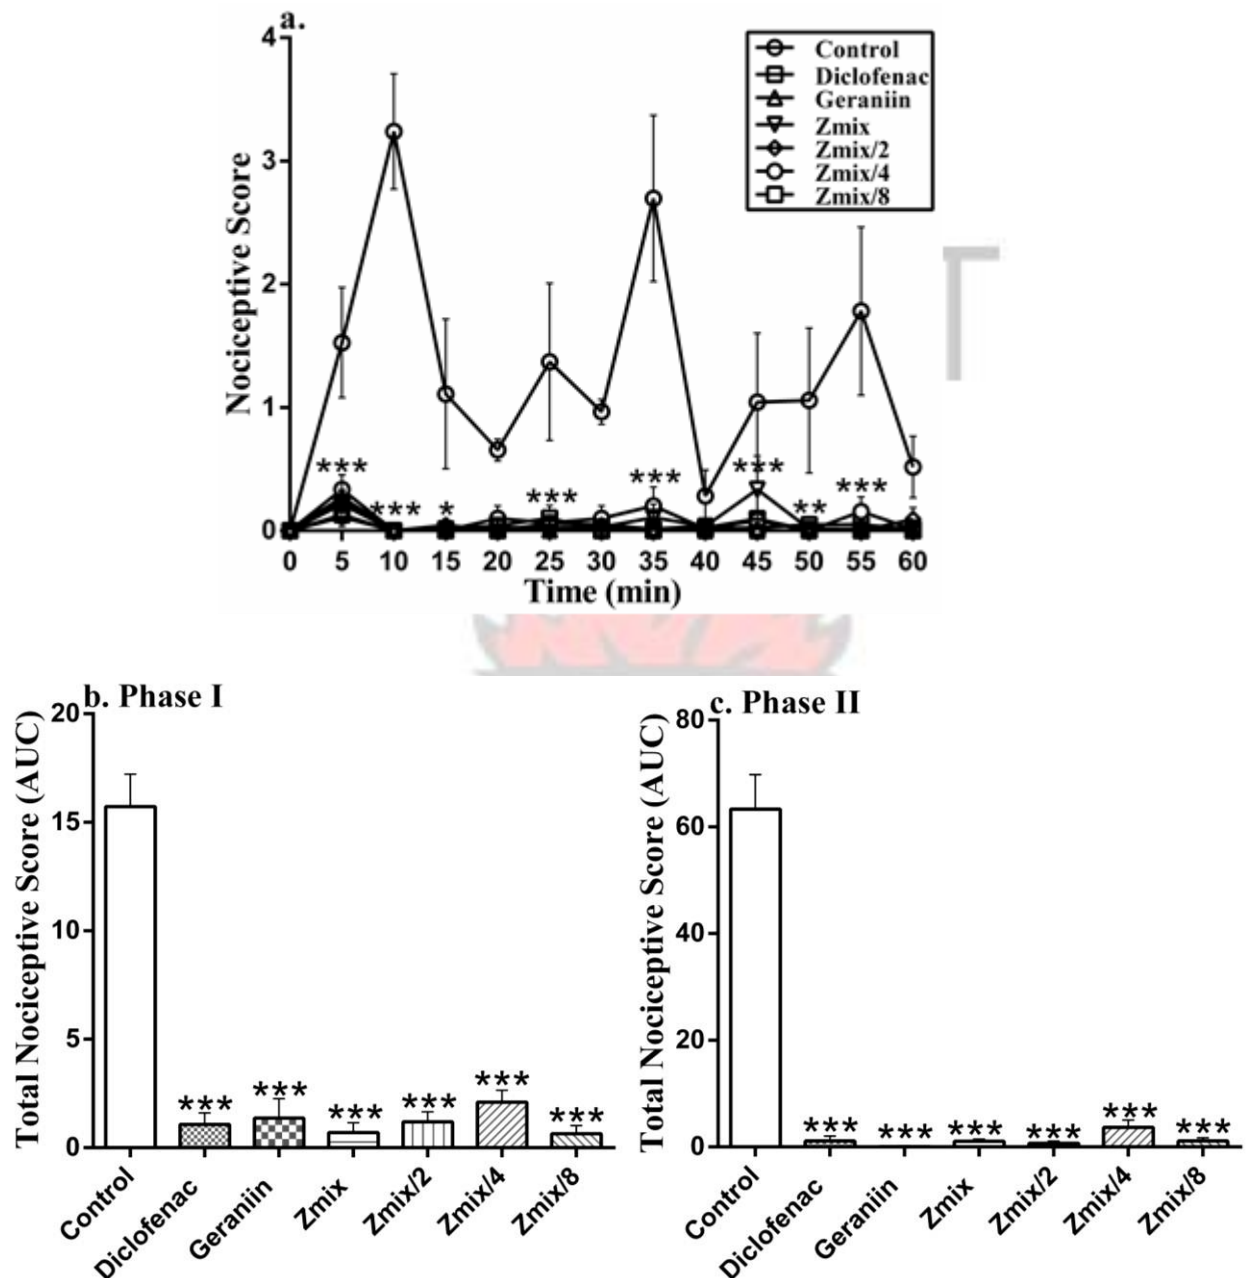 a.
4
3
2
1
0
Nociceptive Score
Control
Diclofenac
Geraniin
Zmix
Zmix/2
Zmix/4
Zmix/8
***
***
*
***
***
***
**
***
0 5 10 15 20 25 30 35 40 45 50 55 60
Time (min)
b. Phase I
Total Nociceptive Score (AUC)
20
15
10
5
0
*** *** *** *** *** ***
Control Diclofenac Geraniin Zmix Zmix/2 Zmix/4 Zmix/8
c. Phase II
Total Nociceptive Score (AUC)
80
60
40
20
0
*** *** *** *** *** ***
Control Diclofenac Geraniin Zmix Zmix/2 Zmix/4 Zmix/8